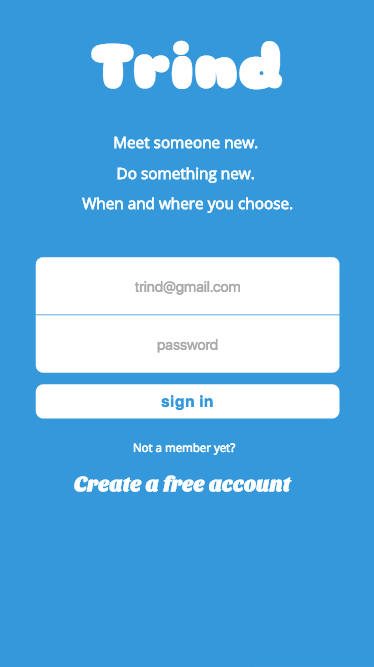 Trind
Meet someone new.
Do something new.
When and where you choose.
trind@gmail.com
password
sign in
Not a member yet?
Create a free account